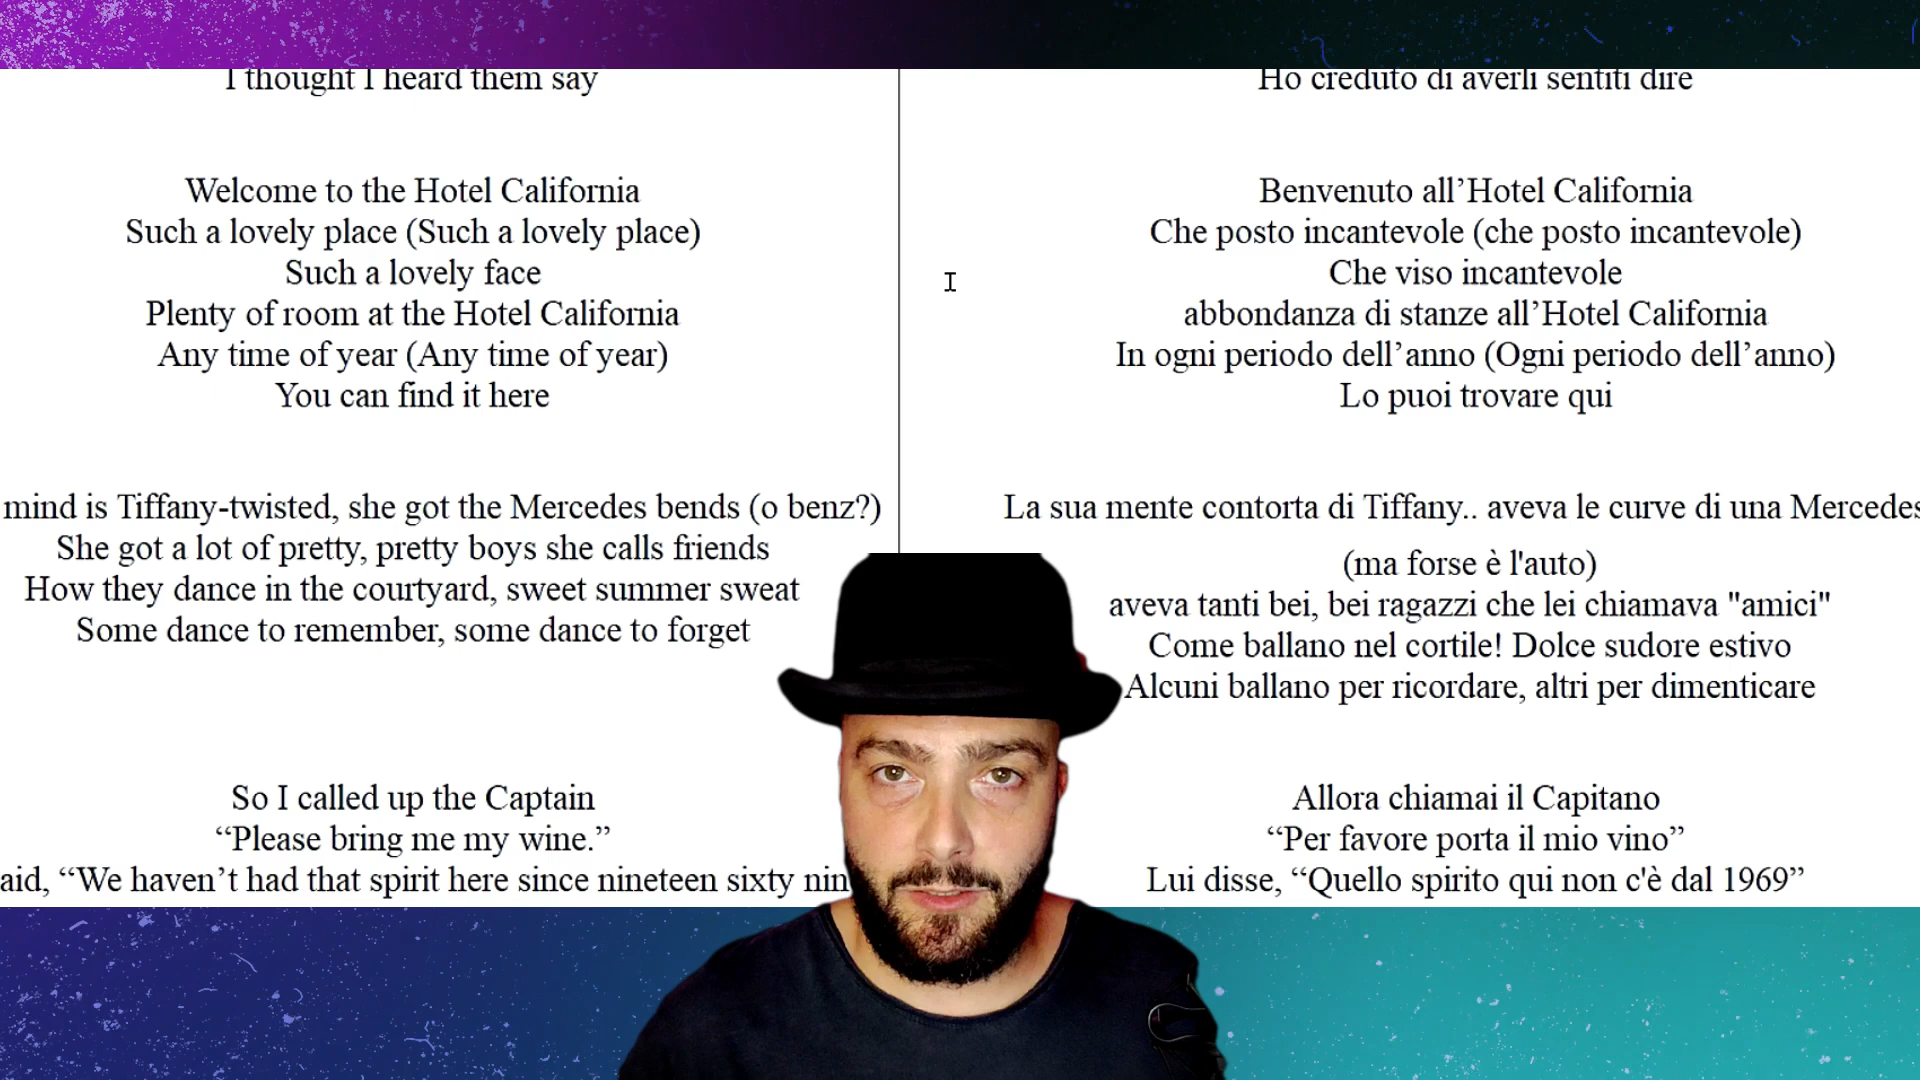 I thought I heard them say
Welcome to the Hotel California
Such a lovely place (Such a lovely place)
Such a lovely face
Plenty of room at the Hotel California
Any time of year (Any time of year)
You can find it here
mind is Tiffany-twisted, she got the Mercedes bends (o benz?)
She got a lot of pretty, pretty boys she calls friends
How they dance in the courtyard, sweet summer sweat
Some dance to remember, some dance to forget
So I called up the Captain
“Please bring me my wine.”
aid, “We haven’t had that spirit here since nineteen sixty nin
Ho creduto di averli sentiti dire
Benvenuto all’Hotel California
Che posto incantevole (che posto incantevole)
Che viso incantevole
abbondanza di stanze all’Hotel California
In ogni periodo dell’anno (Ogni periodo dell’anno)
Lo puoi trovare qui
La sua mente contorta di Tiffany.. aveva le curve di una Mercedes
(ma forse è l'auto)
aveva tanti bei, bei ragazzi che lei chiamava "amici"
Come ballano nel cortile! Dolce sudore estivo
Alcuni ballano per ricordare, altri per dimenticare
Allora chiamai il Capitano
“Per favore porta il mio vino”
Lui disse, “Quello spirito qui non c'è dal 1969”